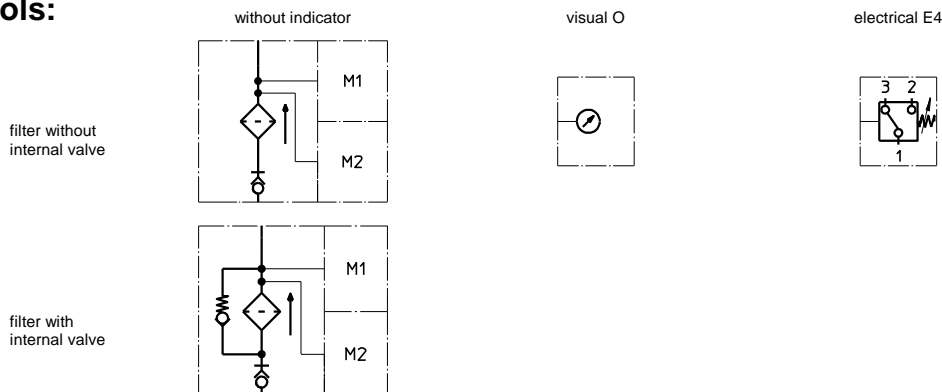 ols:
without indicator
visual O
electrical E4
M1
3 2
filter without
internal valve
M2
1
M1
filter with
internal valve
M2